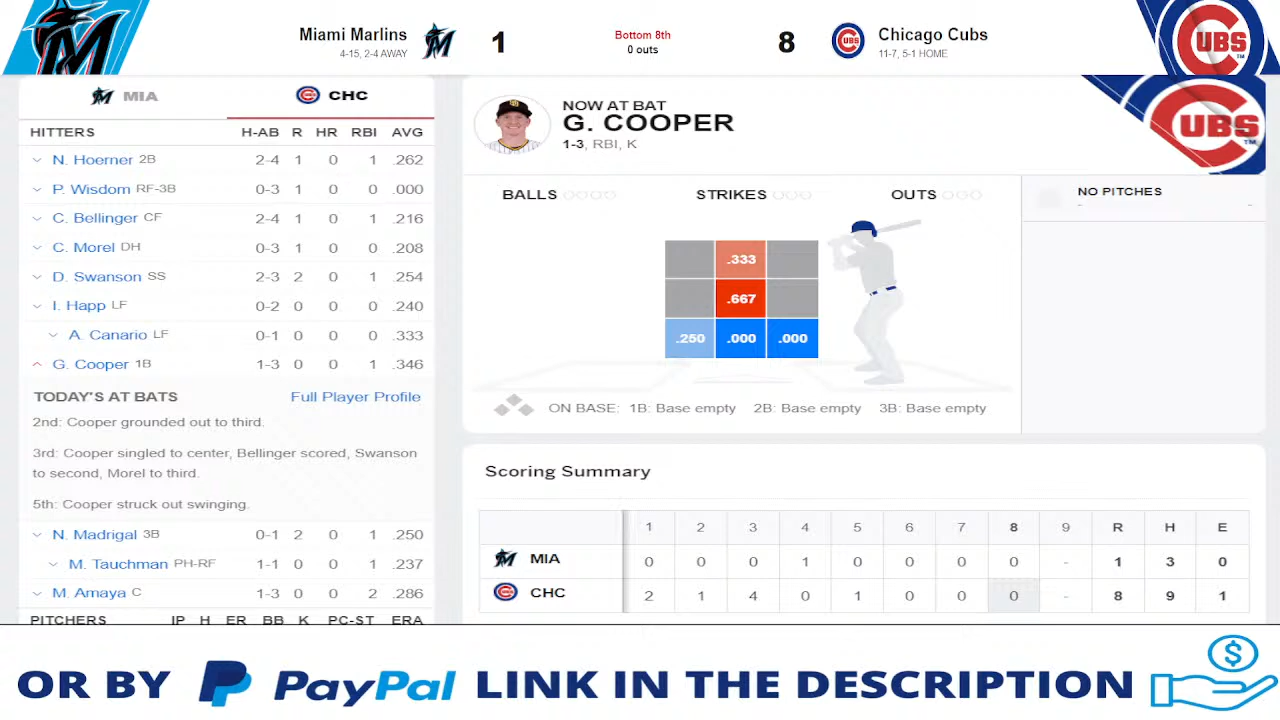 Miami Marlins
4-15, 2-4 AWAY
1
Bottom 8th
0 outs
8
Chicago Cubs
11-7, 5-1 HOME
CUBS
MIA
CHC
HITTERS H-AB R HR RBI AVG
N. Hoerner 2B 2-4 1 0 1 .262
P. Wisdom RF-3B 0-3 1 0 0 .000
C. Bellinger CF 2-4 1 0 1 .216
C. Morel DH 0-3 1 0 0 .208
D. Swanson SS 2-3 2 0 1 .254
I. Happ LF 0-2 0 0 0 .240
A. Canario LF 0-1 0 0 0 .333
G. Cooper 1B 1-3 0 0 1 .346
TODAY'S AT BATS Full Player Profile
2nd: Cooper grounded out to third.
3rd: Cooper singled to center, Bellinger scored, Swanson
to second, Morel to third.
5th: Cooper struck out swinging.
N. Madrigal 3B 0-1 2 0 1 .250
M. Tauchman PH-RF 1-1 0 0 1 .237
M. Amaya C 1-3 0 0 2 .286
PITCHERS IP H ER BB K PC-ST ERA
NOW AT BAT
G. COOPER
1-3, RBI, K
CUBS
BALLS STRIKES OUTS
NO PITCHES
- -
.333
.667
.250 .000 .000
ON BASE: 1B: Base empty 2B: Base empty 3B: Base empty
Scoring Summary
1 2 3 4 5 6 7 8 9 R H E
MIA 0 0 0 1 0 0 0 0 - 1 3 0
CHC 2 1 4 0 1 0 0 0 - 8 9 1
OR BY PayPal LINK IN THE DESCRIPTION